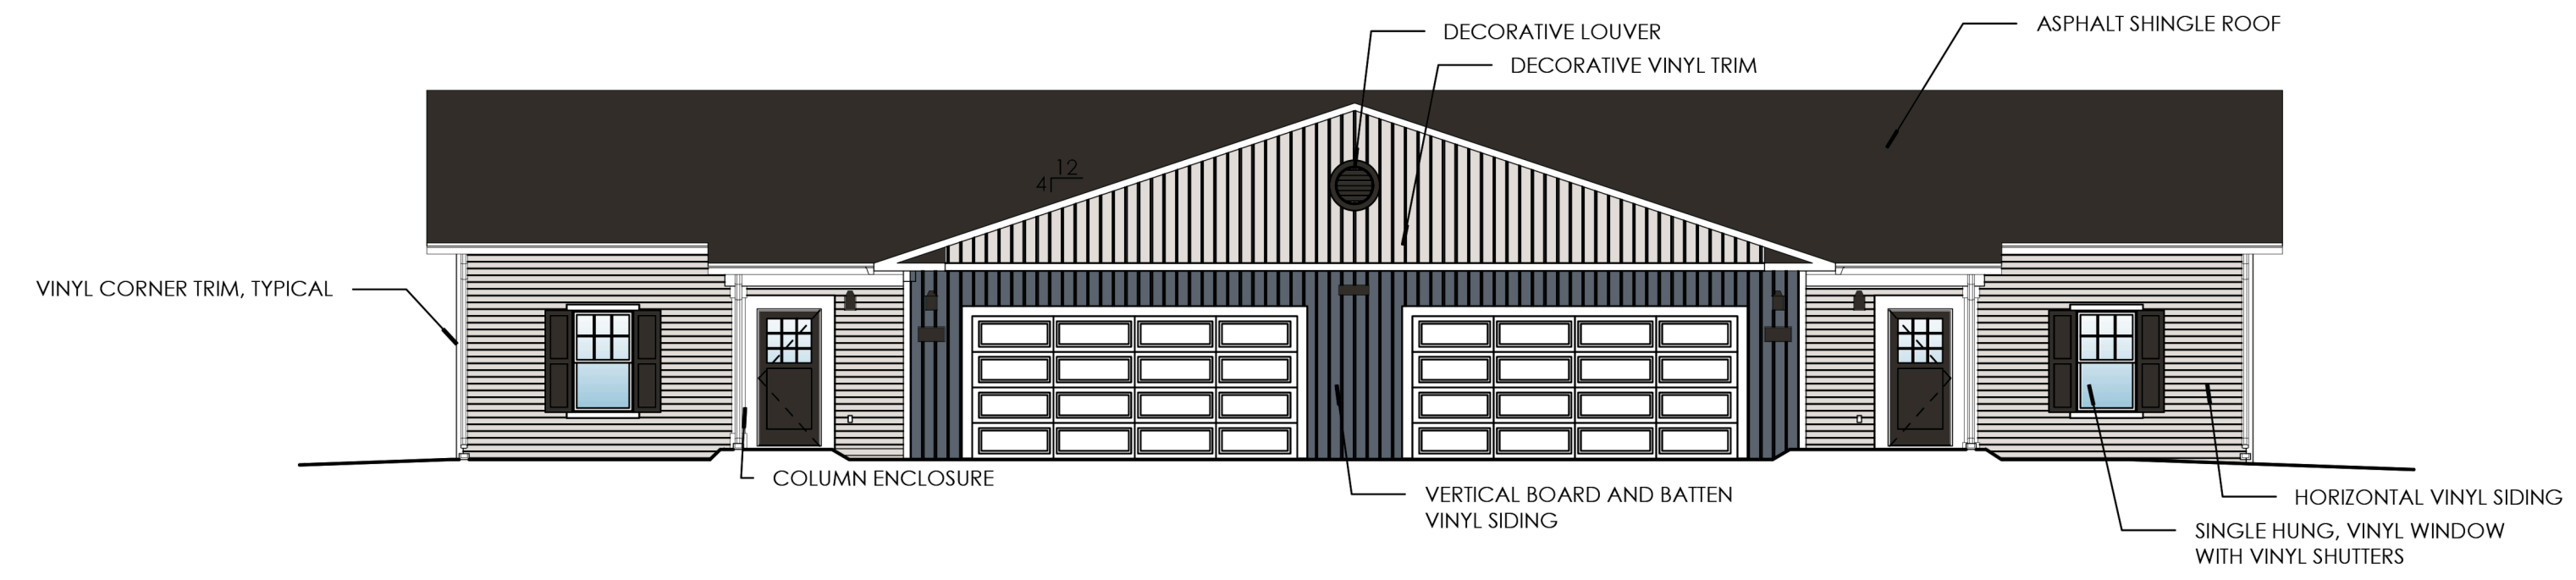 DECORATIVE LOUVER
ASPHALT SHINGLE ROOF
DECORATIVE VINYL TRIM
12
4
VINYL CORNER TRIM, TYPICAL
COLUMN ENCLOSURE
VERTICAL BOARD AND BATTEN
VINYL SIDING
HORIZONTAL VINYL SIDING
SINGLE HUNG, VINYL WINDOW
WITH VINYL SHUTTERS